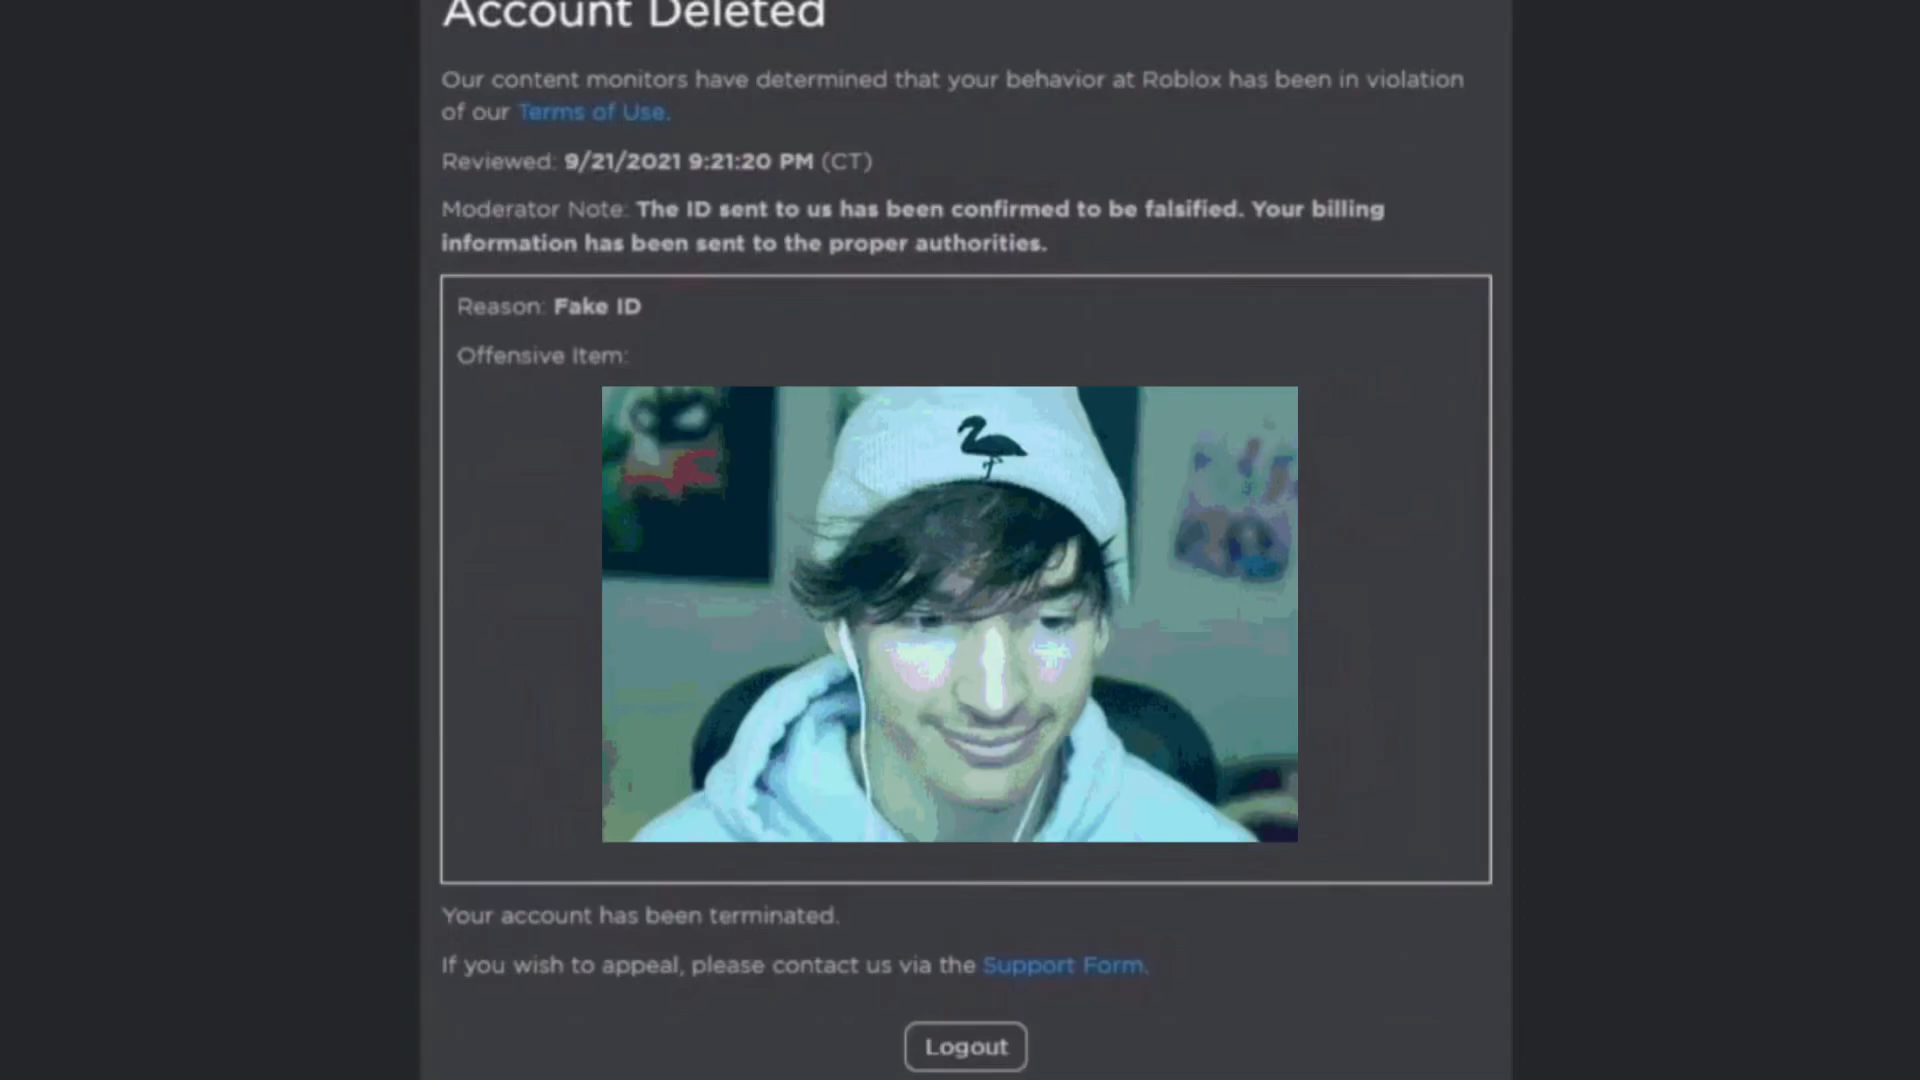 Account Deleted
Our content monitors have determined that your behavior at Roblox has been in violation
of our Terms of Use.
Reviewed: 9/21/2021 9:21:20 PM (CT)
Moderator Note: The ID sent to us has been confirmed to be falsified. Your billing
information has been sent to the proper authorities.
Reason: Fake ID
Offensive Item:
Your account has been terminated.
If you wish to appeal, please contact us via the Support Form.
Logout